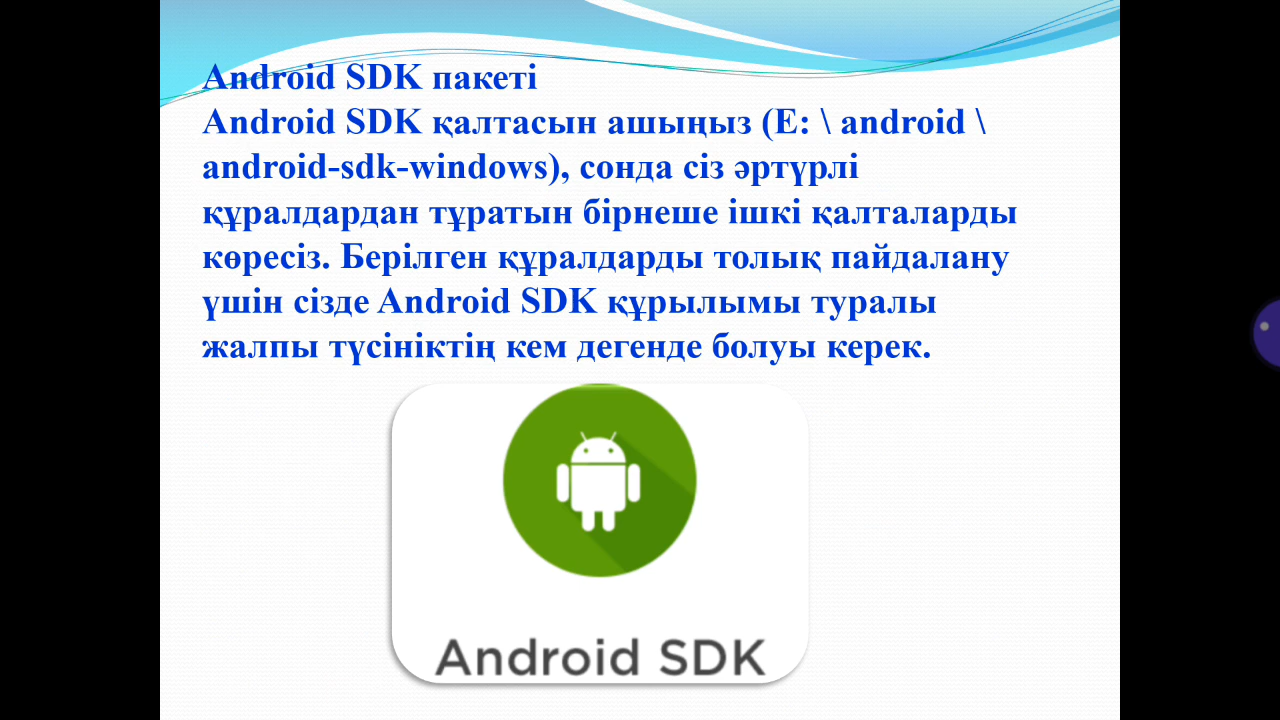 Android SDK пакеті
Android SDK қалтасын ашыңыз (E: \ android \
android-sdk-windows), сонда сіз әртүрлі
құралдардан тұратын бірнеше ішкі қалталарды
көресіз. Берілген құралдарды толық пайдалану
үшін сізде Android SDK құрылымы туралы
жалпы түсініктің кем дегенде болуы керек.
Android SDK